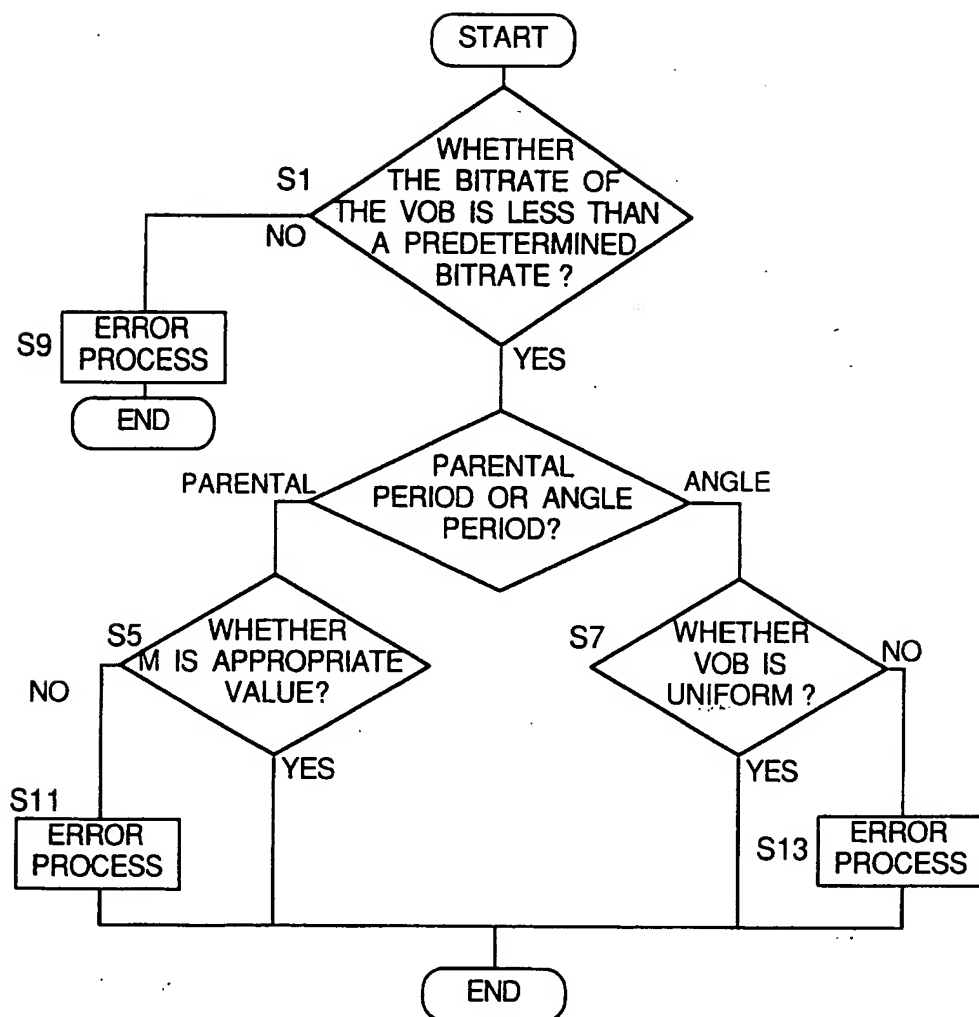 START
S1
WHETHER
THE BITRATE OF
THE VOB IS LESS THAN
A PREDETERMINED
BITRATE ?
NO
S9
ERROR
PROCESS
END
YES
PARENTAL
PARENTAL
PERIOD OR ANGLE
PERIOD?
ANGLE
S5
WHETHER
M IS APPROPRIATE
VALUE?
NO
YES
S7
WHETHER
VOB IS
UNIFORM ?
NO
YES
S11
ERROR
PROCESS
S13
ERROR
PROCESS
END